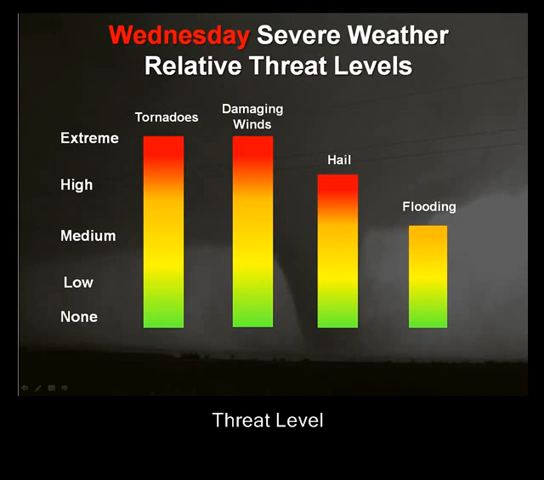 Wednesday Severe Weather
Relative Threat Levels
Tornadoes
Damaging
Winds
Hail
Flooding
Extreme
High
Medium
Low
None
Threat Level